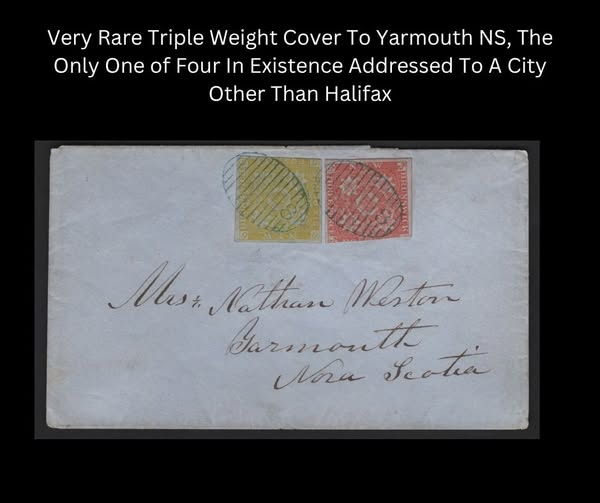 Very Rare Triple Weight Cover To Yarmouth NS, The
Only One of Four In Existence Addressed To A City
Other Than Halifax
Mrs. Nathan Weston
Yarmouth
Nova Scotia